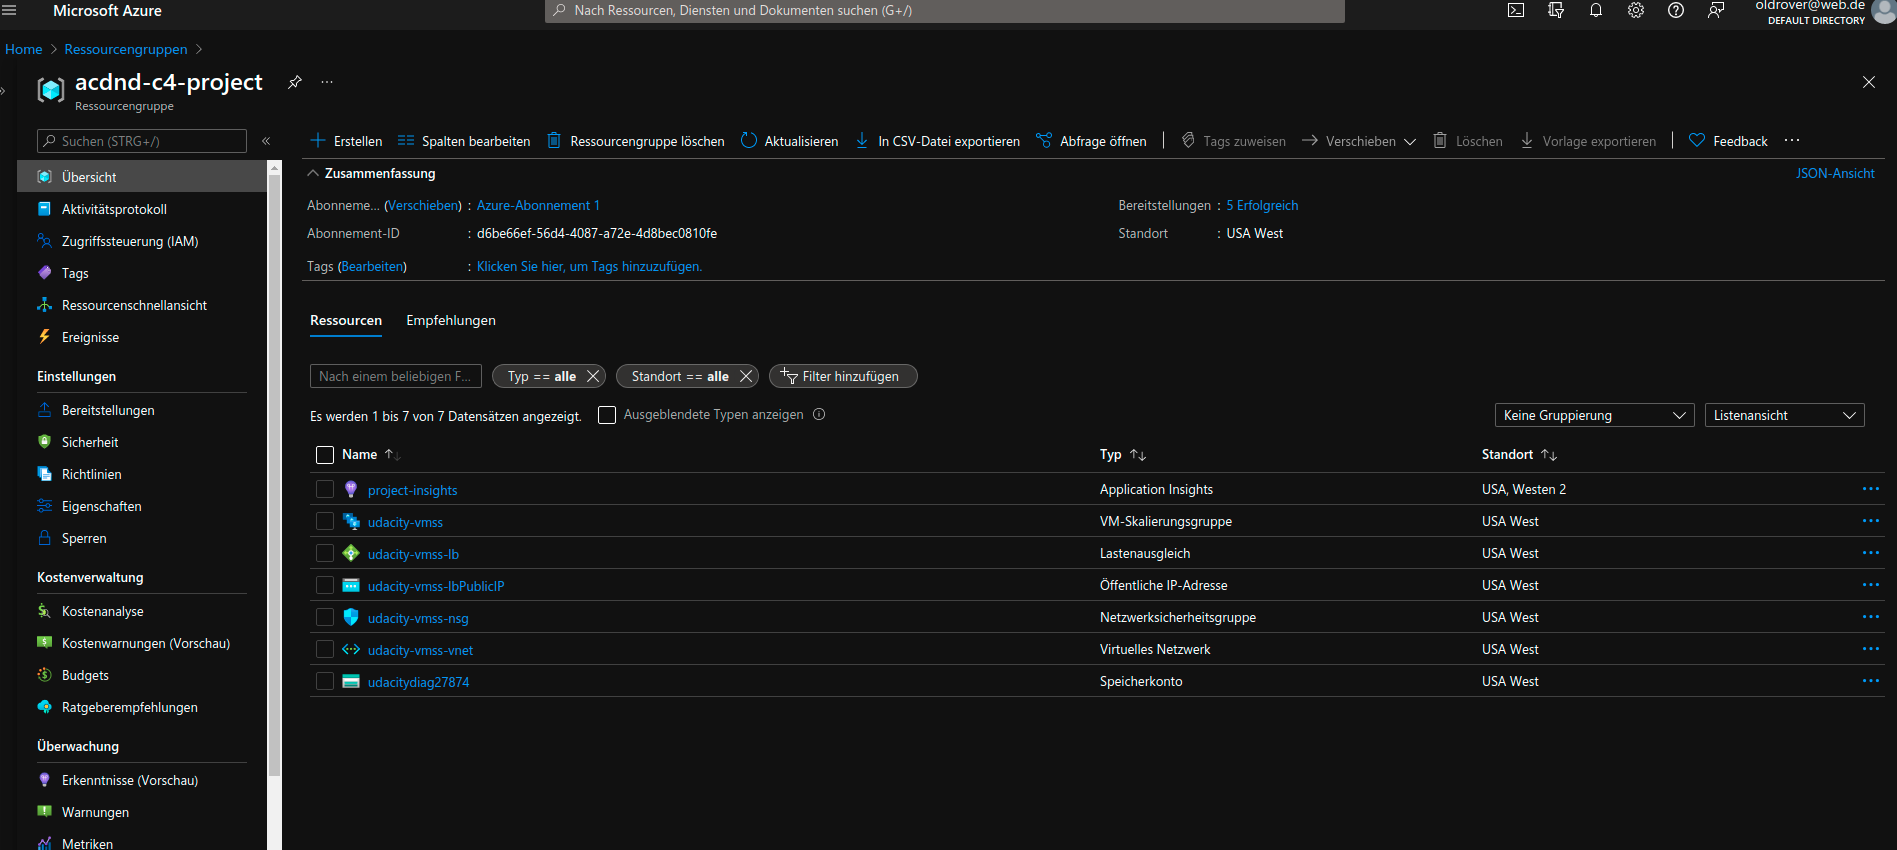 Microsoft Azure
Nach Ressourcen, Diensten und Dokumenten suchen (G+/)
oldrover@web.de
DEFAULT DIRECTORY
Home > Ressourcengruppen >
acdnd-c4-project
Ressourcengruppe
Suchen (STRG+/)
Erstellen Spalten bearbeiten Ressourcengruppe löschen Aktualisieren In CSV-Datei exportieren Abfrage öffnen Tags zuweisen Verschieben Löschen Vorlage exportieren Feedback
Übersicht
Aktivitätsprotokoll
Zugriffssteuerung (IAM)
Tags
Ressourcenschnellansicht
Ereignisse
Einstellungen
Bereitstellungen
Sicherheit
Richtlinien
Eigenschaften
Sperren
Kostenverwaltung
Kostenanalyse
Kostenwarnungen (Vorschau)
Budgets
Ratgeberempfehlungen
Überwachung
Erkenntnisse (Vorschau)
Warnungen
Metriken
Zusammenfassung
JSON-Ansicht
Abonneme... (Verschieben) : Azure-Abonnement 1
Abonnement-ID : d6be66ef-56d4-4087-a72e-4d8bec0810fe
Tags (Bearbeiten) : Klicken Sie hier, um Tags hinzuzufügen.
Bereitstellungen : 5 Erfolgreich
Standort : USA West
Ressourcen Empfehlungen
Nach einem beliebigen F... Typ == alle Standort == alle Filter hinzufügen
Es werden 1 bis 7 von 7 Datensätzen angezeigt. Ausgeblendete Typen anzeigen Keine Gruppierung Listenansicht
Name Typ Standort
project-insights Application Insights USA, Westen 2
udacity-vmss VM-Skalierungsgruppe USA West
udacity-vmss-lb Lastenausgleich USA West
udacity-vmss-lbPublicIP Öffentliche IP-Adresse USA West
udacity-vmss-nsg Netzwerksicherheitsgruppe USA West
udacity-vmss-vnet Virtuelles Netzwerk USA West
udacitydiag27874 Speicherkonto USA West